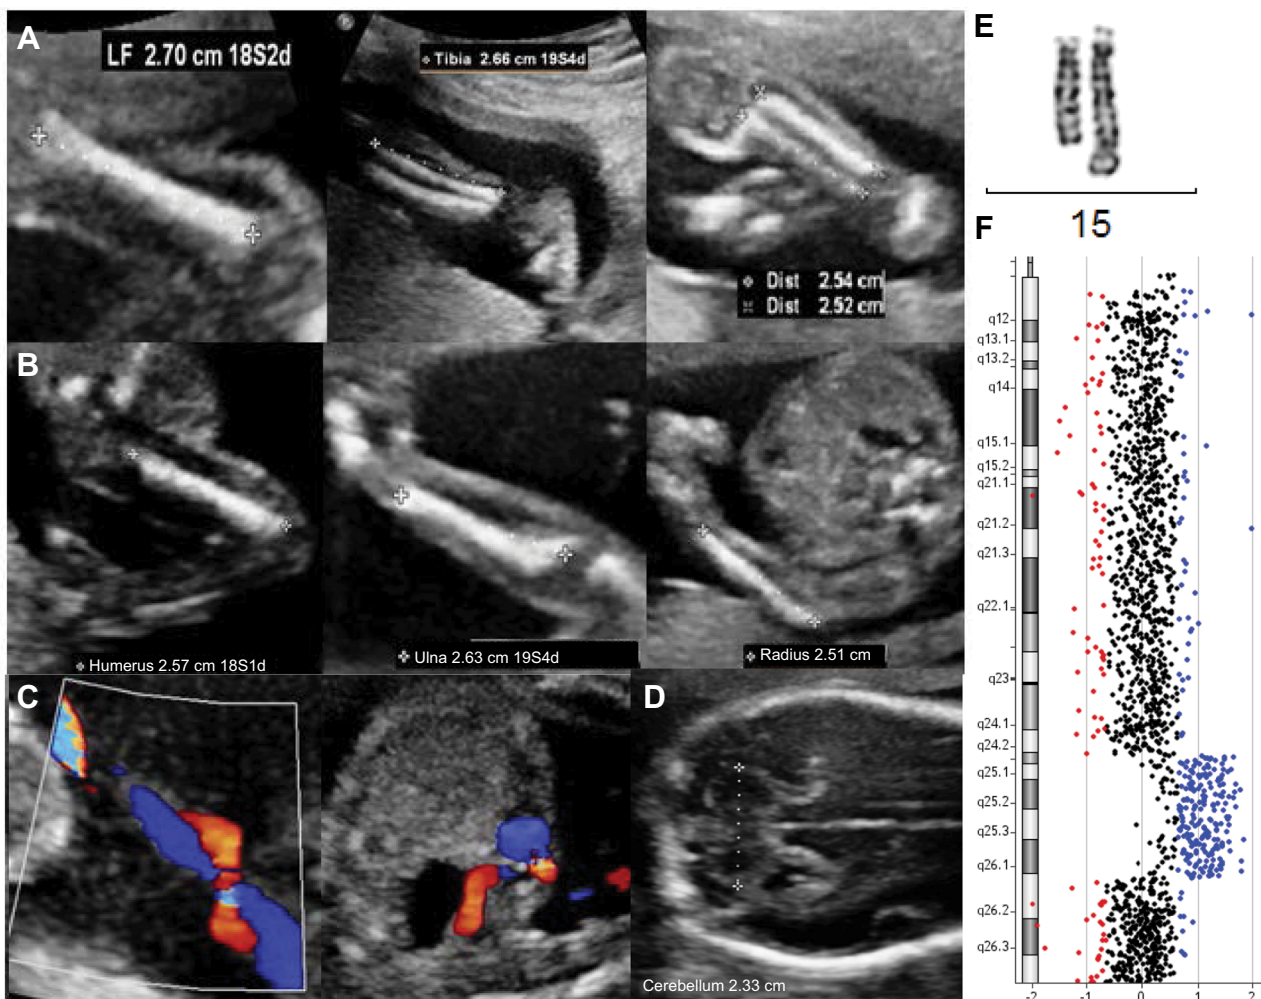 A
LF 2.70 cm 18S2d
Tibia 2.66 cm 19S4d
Dist 2.54 cm
Dist 2.52 cm
B
Humerus 2.57 cm 18S1d
Ulna 2.63 cm 19S4d
Radius 2.51 cm
C
D
Cerebellum 2.33 cm
E
15
F
q12
q13.1
q13.2
q14
q15.1
q15.2
q21.1
q21.2
q21.3
q22.1
q23
q24.1
q24.2
q25.1
q25.2
q25.3
q26.1
q26.2
q26.3
-2 -1 0 1 2